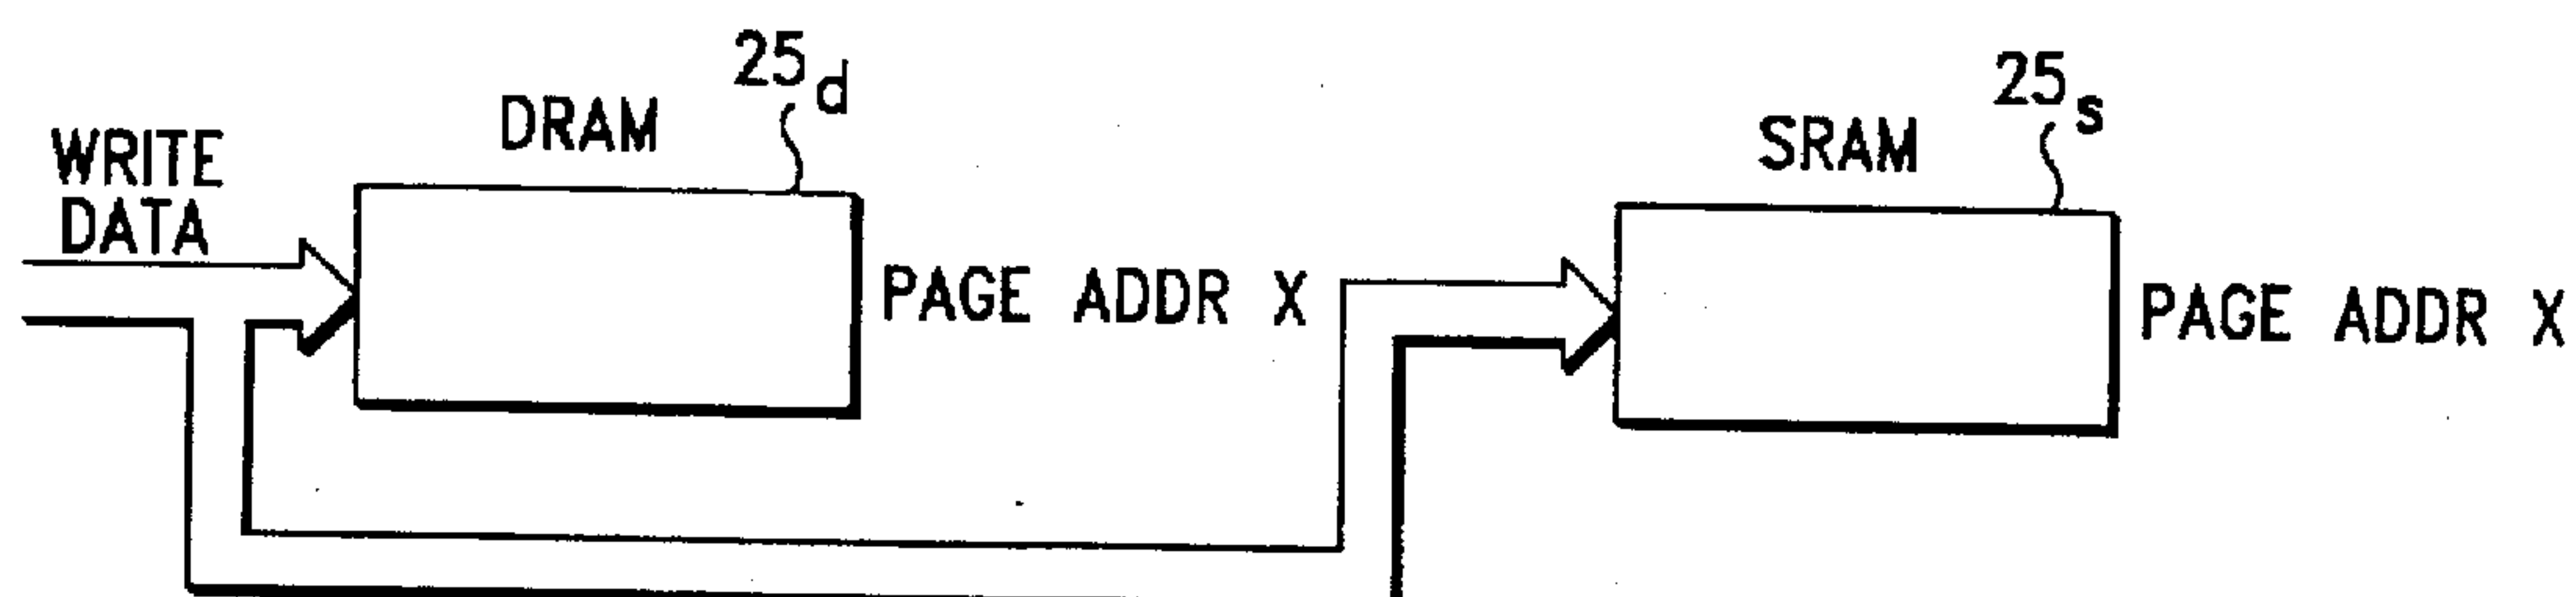 WRITE
DATA
DRAM
25d
PAGE ADDR X
SRAM
25s
PAGE ADDR X